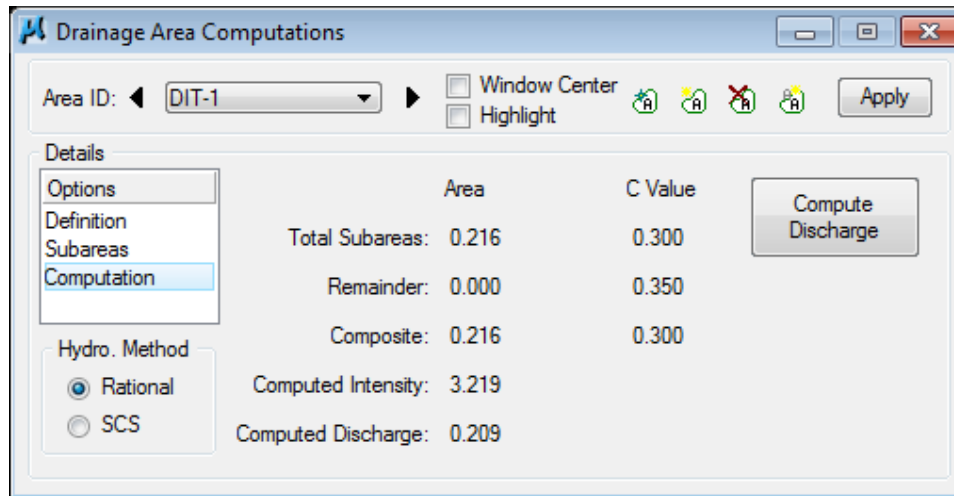 Drainage Area Computations
Area ID: DIT-1 Window Center Apply
Highlight
Details
Options Area C Value Compute
Definition Discharge
Subareas Total Subareas: 0.216 0.300
Computation Remainder: 0.000 0.350
Composite: 0.216 0.300
Hydro. Method
Rational Computed Intensity: 3.219
SCS Computed Discharge: 0.209